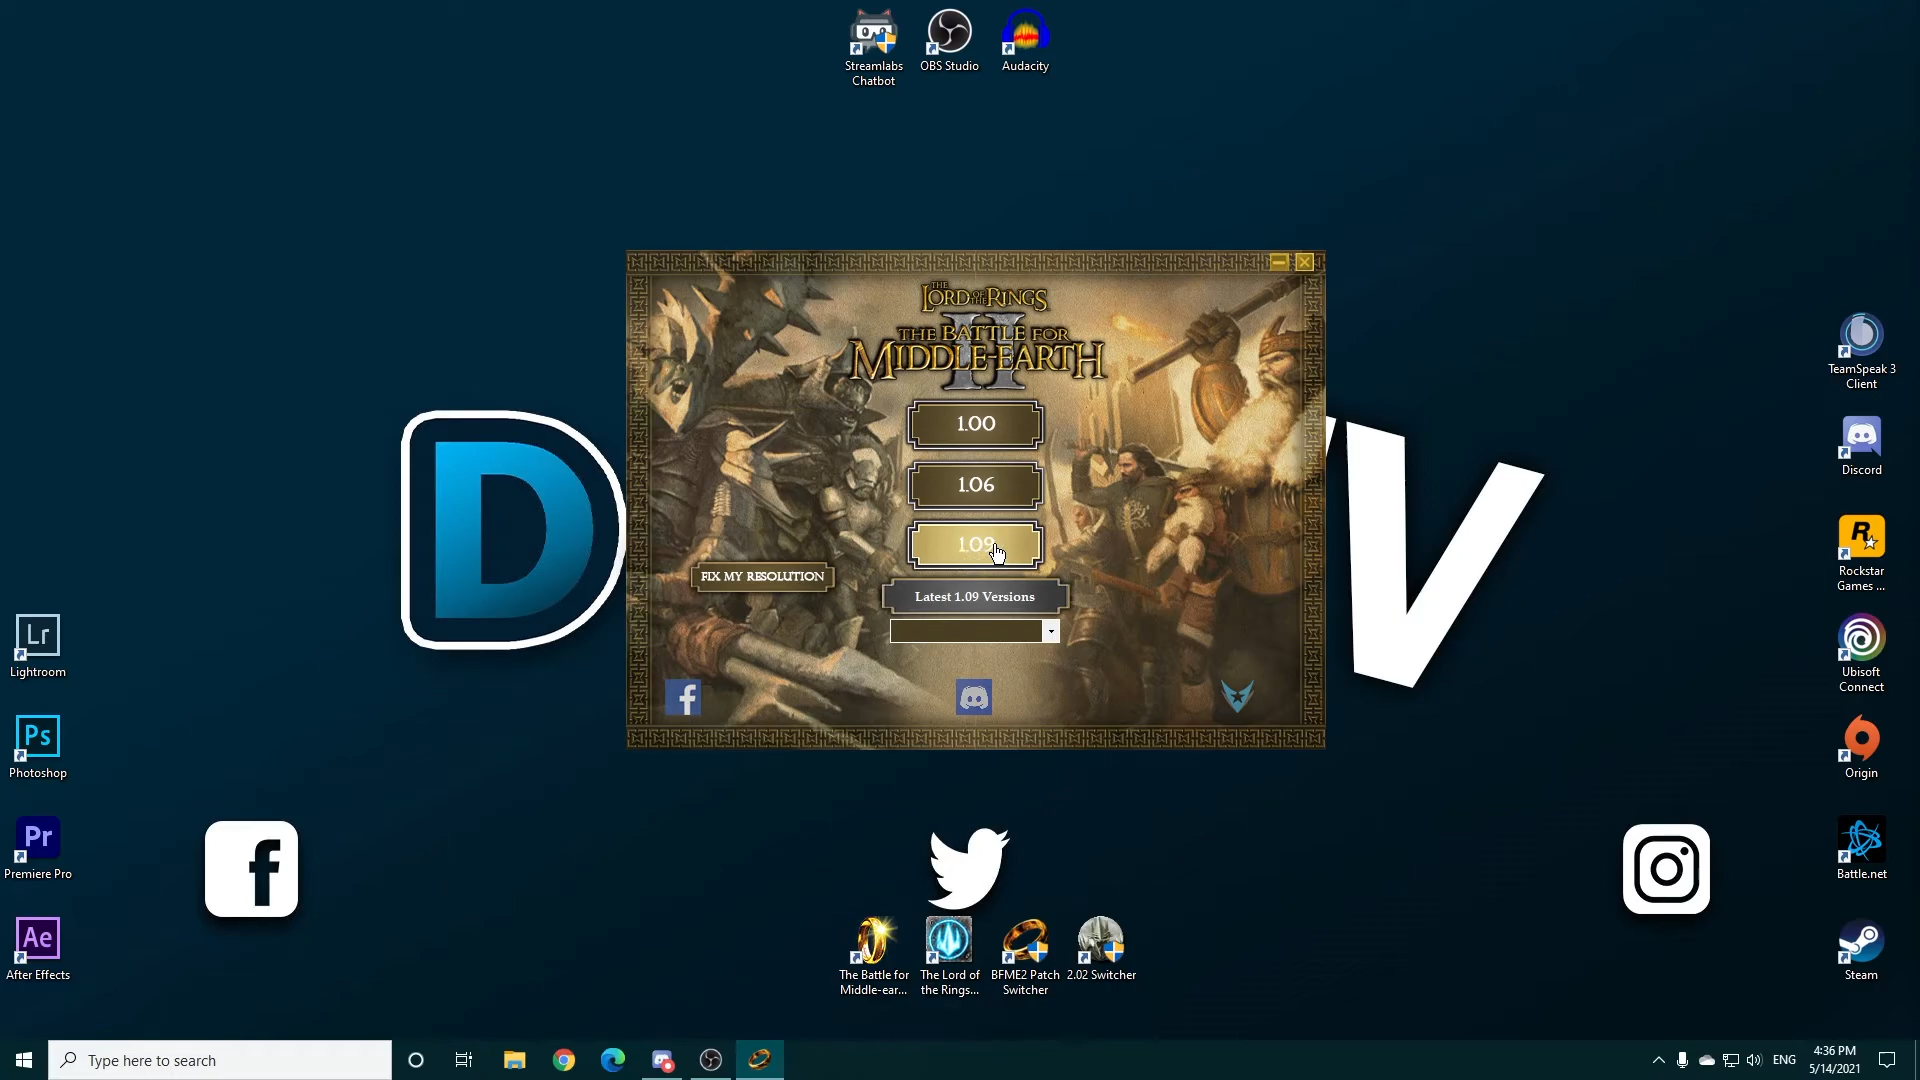 Streamlabs
Chatbot
OBS Studio
Audacity
THE
LORD OF THE RINGS
II
THE BATTLE FOR
MIDDLE-EARTH
1.00
1.06
1.09
FIX MY RESOLUTION
Latest 1.09 Versions
D
V
TeamSpeak 3
Client
Discord
R
Rockstar
Games ...
Ubisoft
Connect
Origin
Battle.net
Steam
Lr
Lightroom
Ps
Photoshop
Pr
Premiere Pro
Ae
After Effects
The Battle for
Middle-ear...
The Lord of
the Rings...
BFME2 Patch
Switcher
2.02 Switcher
Type here to search
ENG
4:36 PM
5/14/2021